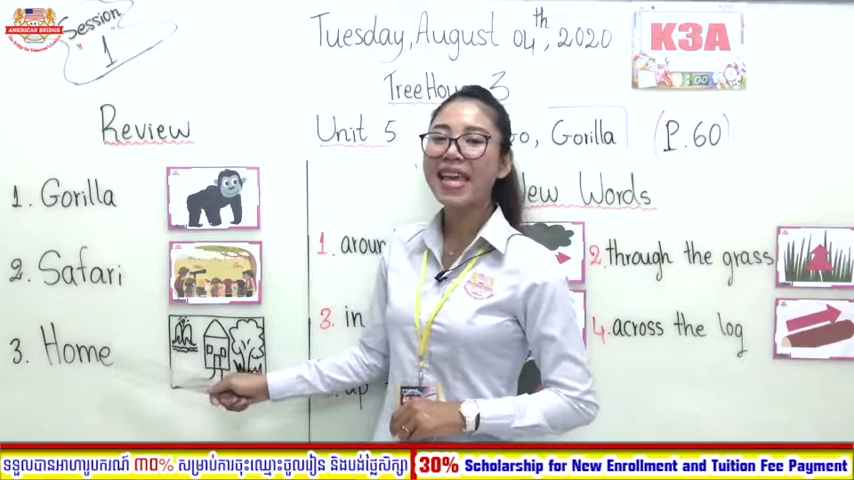 AMERICAN BRIDGE
Session 1
Tuesday, August 04th, 2020
K3A
Unit 5
Gorilla
(P.60)
Review
New Words
1. Gorilla
2. Safari
3. Home
1.
2. through the grass
3. in
4. across the log
up
ទទួលបានអាហារូបករណ៍ ៣០% សម្រាប់ការចុះឈ្មោះចូលរៀន និងបង់ថ្លៃសិក្សា
30% Scholarship for New Enrollment and Tuition Fee Payment